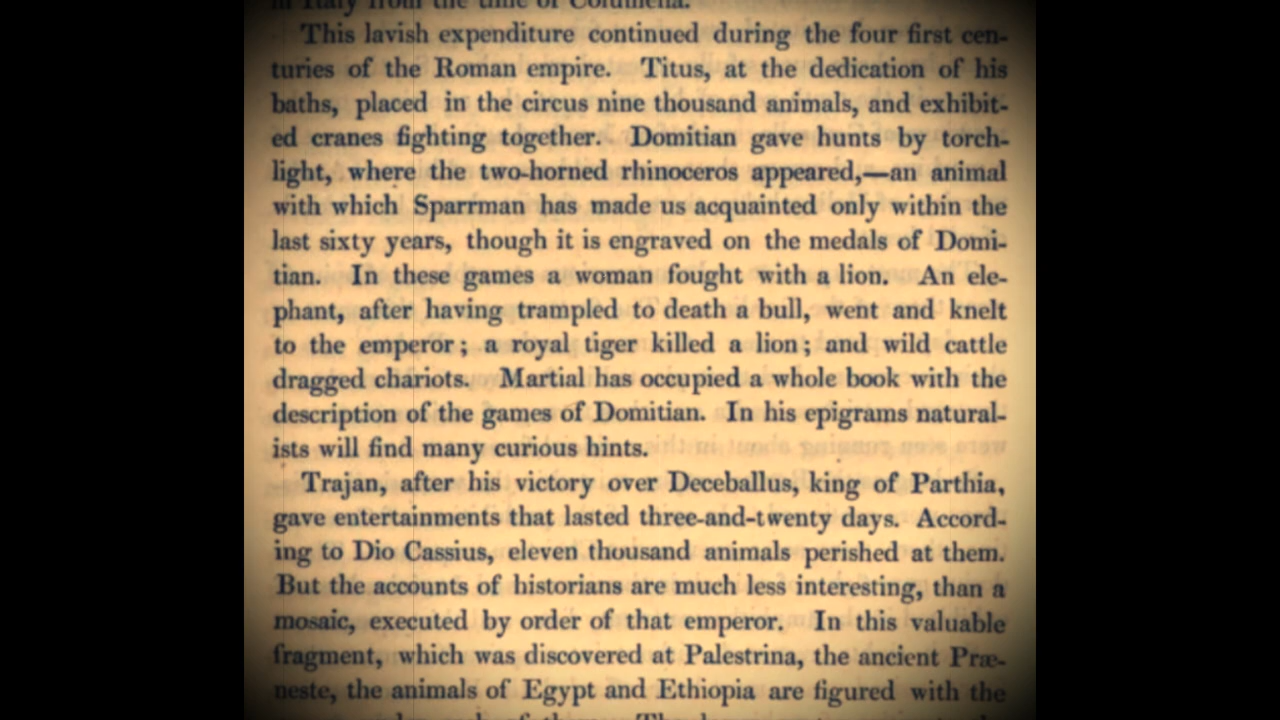 in Italy from the time of Columella.
This lavish expenditure continued during the four first cen-
turies of the Roman empire. Titus, at the dedication of his
baths, placed in the circus nine thousand animals, and exhibit-
ed cranes fighting together. Domitian gave hunts by torch-
light, where the two-horned rhinoceros appeared,—an animal
with which Sparrman has made us acquainted only within the
last sixty years, though it is engraved on the medals of Domi-
tian. In these games a woman fought with a lion. An ele-
phant, after having trampled to death a bull, went and knelt
to the emperor; a royal tiger killed a lion; and wild cattle
dragged chariots. Martial has occupied a whole book with the
description of the games of Domitian. In his epigrams natural-
ists will find many curious hints.
Trajan, after his victory over Deceballus, king of Parthia,
gave entertainments that lasted three-and-twenty days. Accord-
ing to Dio Cassius, eleven thousand animals perished at them.
But the accounts of historians are much less interesting, than a
mosaic, executed by order of that emperor. In this valuable
fragment, which was discovered at Palestrina, the ancient Præ-
neste, the animals of Egypt and Ethiopia are figured with the